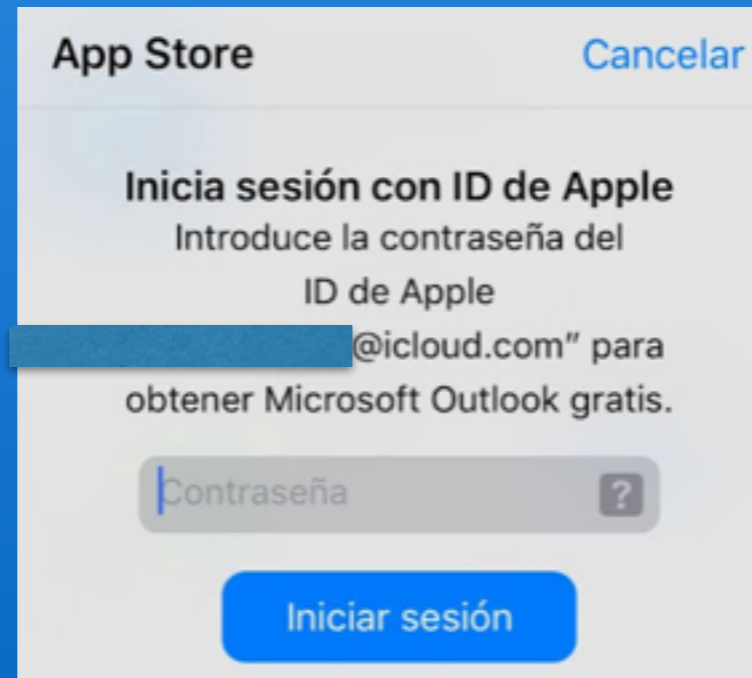 App Store
Cancelar
Inicia sesión con ID de Apple
Introduce la contraseña del
ID de Apple
@icloud.com” para
obtener Microsoft Outlook gratis.
Contraseña
?
Iniciar sesión